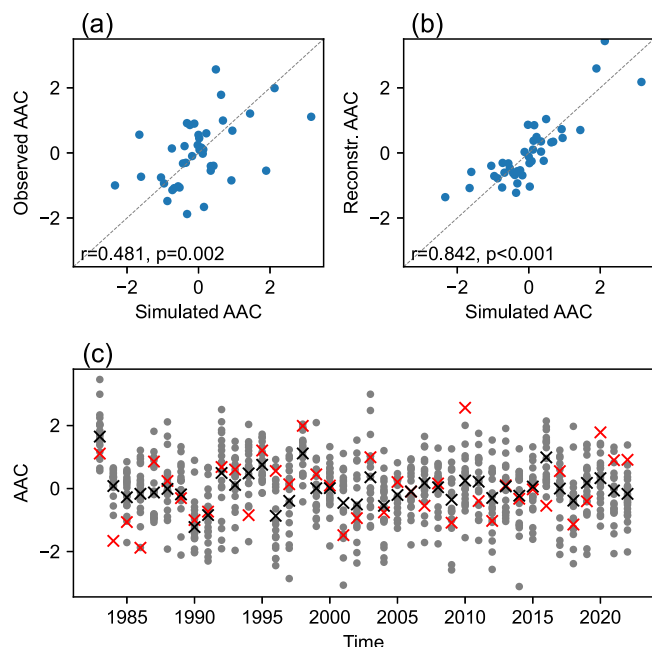 (a)
Observed AAC
2
0
−2
r=0.481, p=0.002
−2 0 2
Simulated AAC
(b)
Reconstr. AAC
2
0
−2
r=0.842, p<0.001
−2 0 2
Simulated AAC
(c)
AAC
2
0
−2
1985 1990 1995 2000 2005 2010 2015 2020
Time